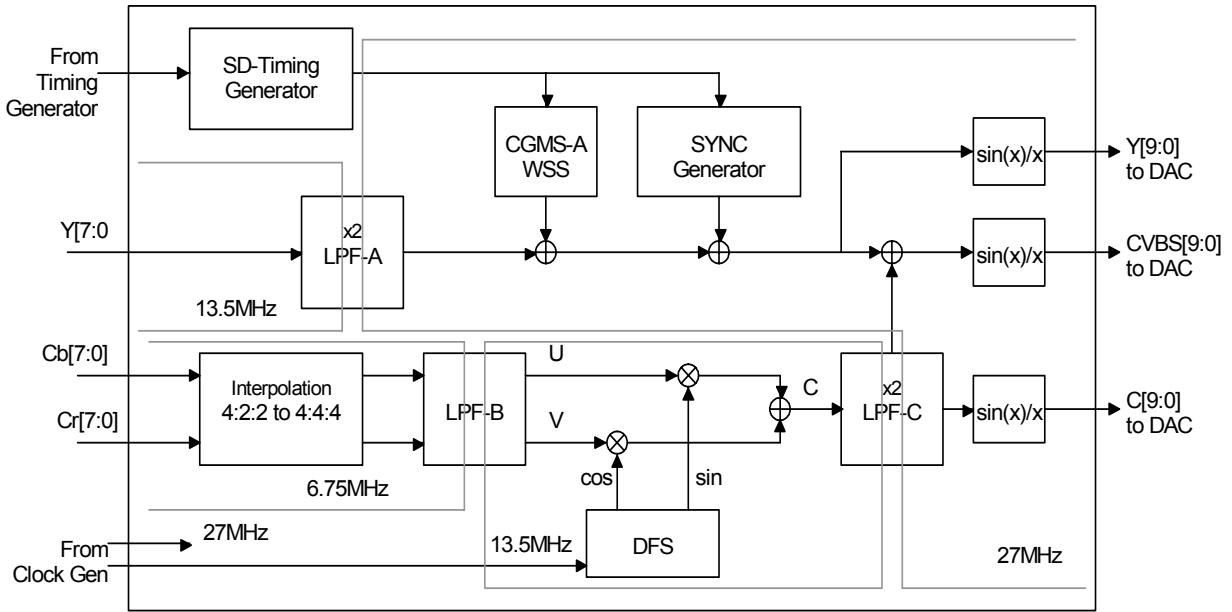 From
Timing
Generator
SD-Timing
Generator
CGMS-A
WSS
SYNC
Generator
sin(x)/x
Y[9:0]
to DAC
Y[7:0
x2
LPF-A
sin(x)/x
CVBS[9:0]
to DAC
13.5MHz
Cb[7:0]
Cr[7:0]
Interpolation
4:2:2 to 4:4:4
LPF-B
U
V
C
x2
LPF-C
sin(x)/x
C[9:0]
to DAC
cos
sin
6.75MHz
27MHz
From
Clock Gen
13.5MHz
DFS
27MHz